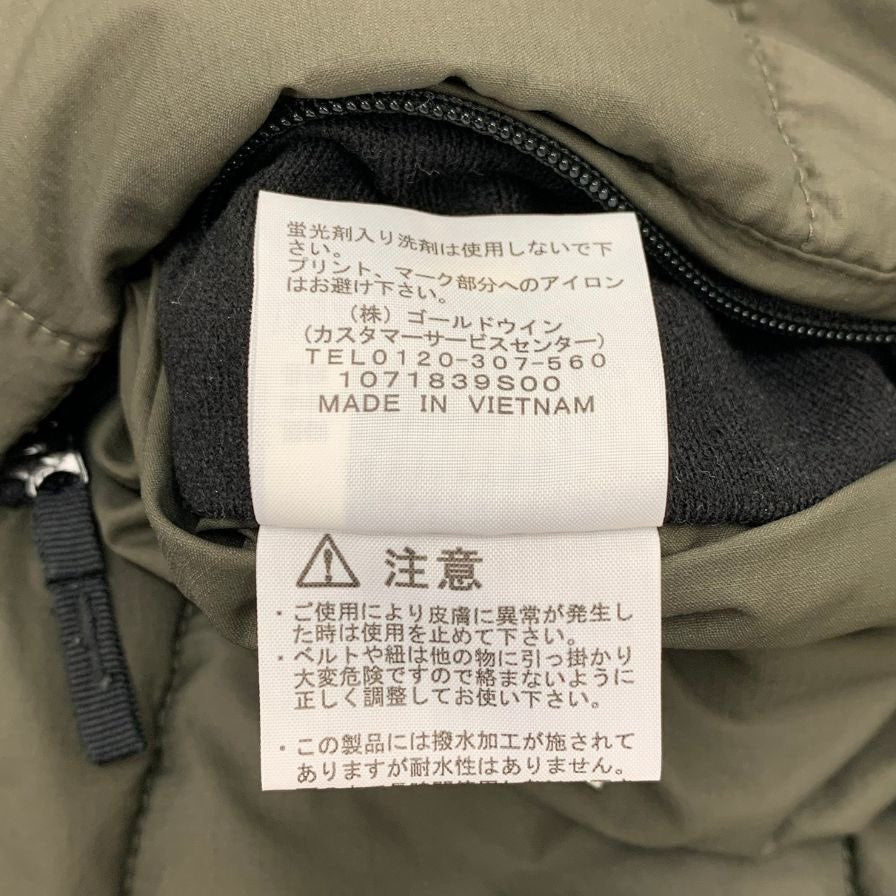 蛍光剤入り洗剤は使用しないで下
さい。
プリント、マーク部分へのアイロン
はお避け下さい。
(株) ゴールドウイン
(カスタマーサービスセンター)
TEL0120-307-560
1071839S00
MADE IN VIETNAM
注意
・ご使用により皮膚に異常が発生し
た時は使用を止めて下さい。
・ベルトや紐は他の物に引っ掛かり
大変危険ですので絡まないように
正しく調整してお使い下さい。
・この製品には撥水加工が施されて
ありますが耐水性はありません。